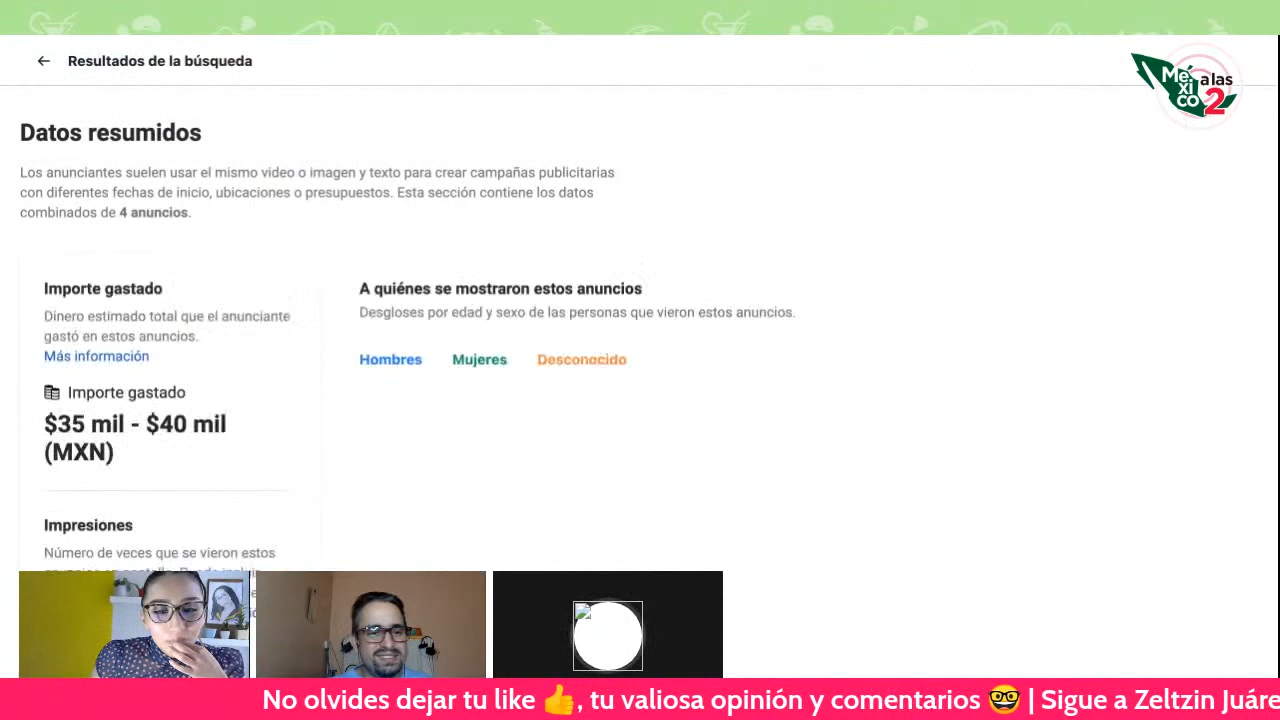 Resultados de la búsqueda
Mé
xi
co
a las
2
Datos resumidos
Los anunciantes suelen usar el mismo video o imagen y texto para crear campañas publicitarias
con diferentes fechas de inicio, ubicaciones o presupuestos. Esta sección contiene los datos
combinados de 4 anuncios.
Importe gastado
Dinero estimado total que el anunciante
gastó en estos anuncios.
Más información
Importe gastado
$35 mil - $40 mil
(MXN)
Impresiones
Número de veces que se vieron estos
A quiénes se mostraron estos anuncios
Desgloses por edad y sexo de las personas que vieron estos anuncios.
Hombres Mujeres Desconocido
No olvides dejar tu like 👍, tu valiosa opinión y comentarios 🤓 | Sigue a Zeltzin Juáre